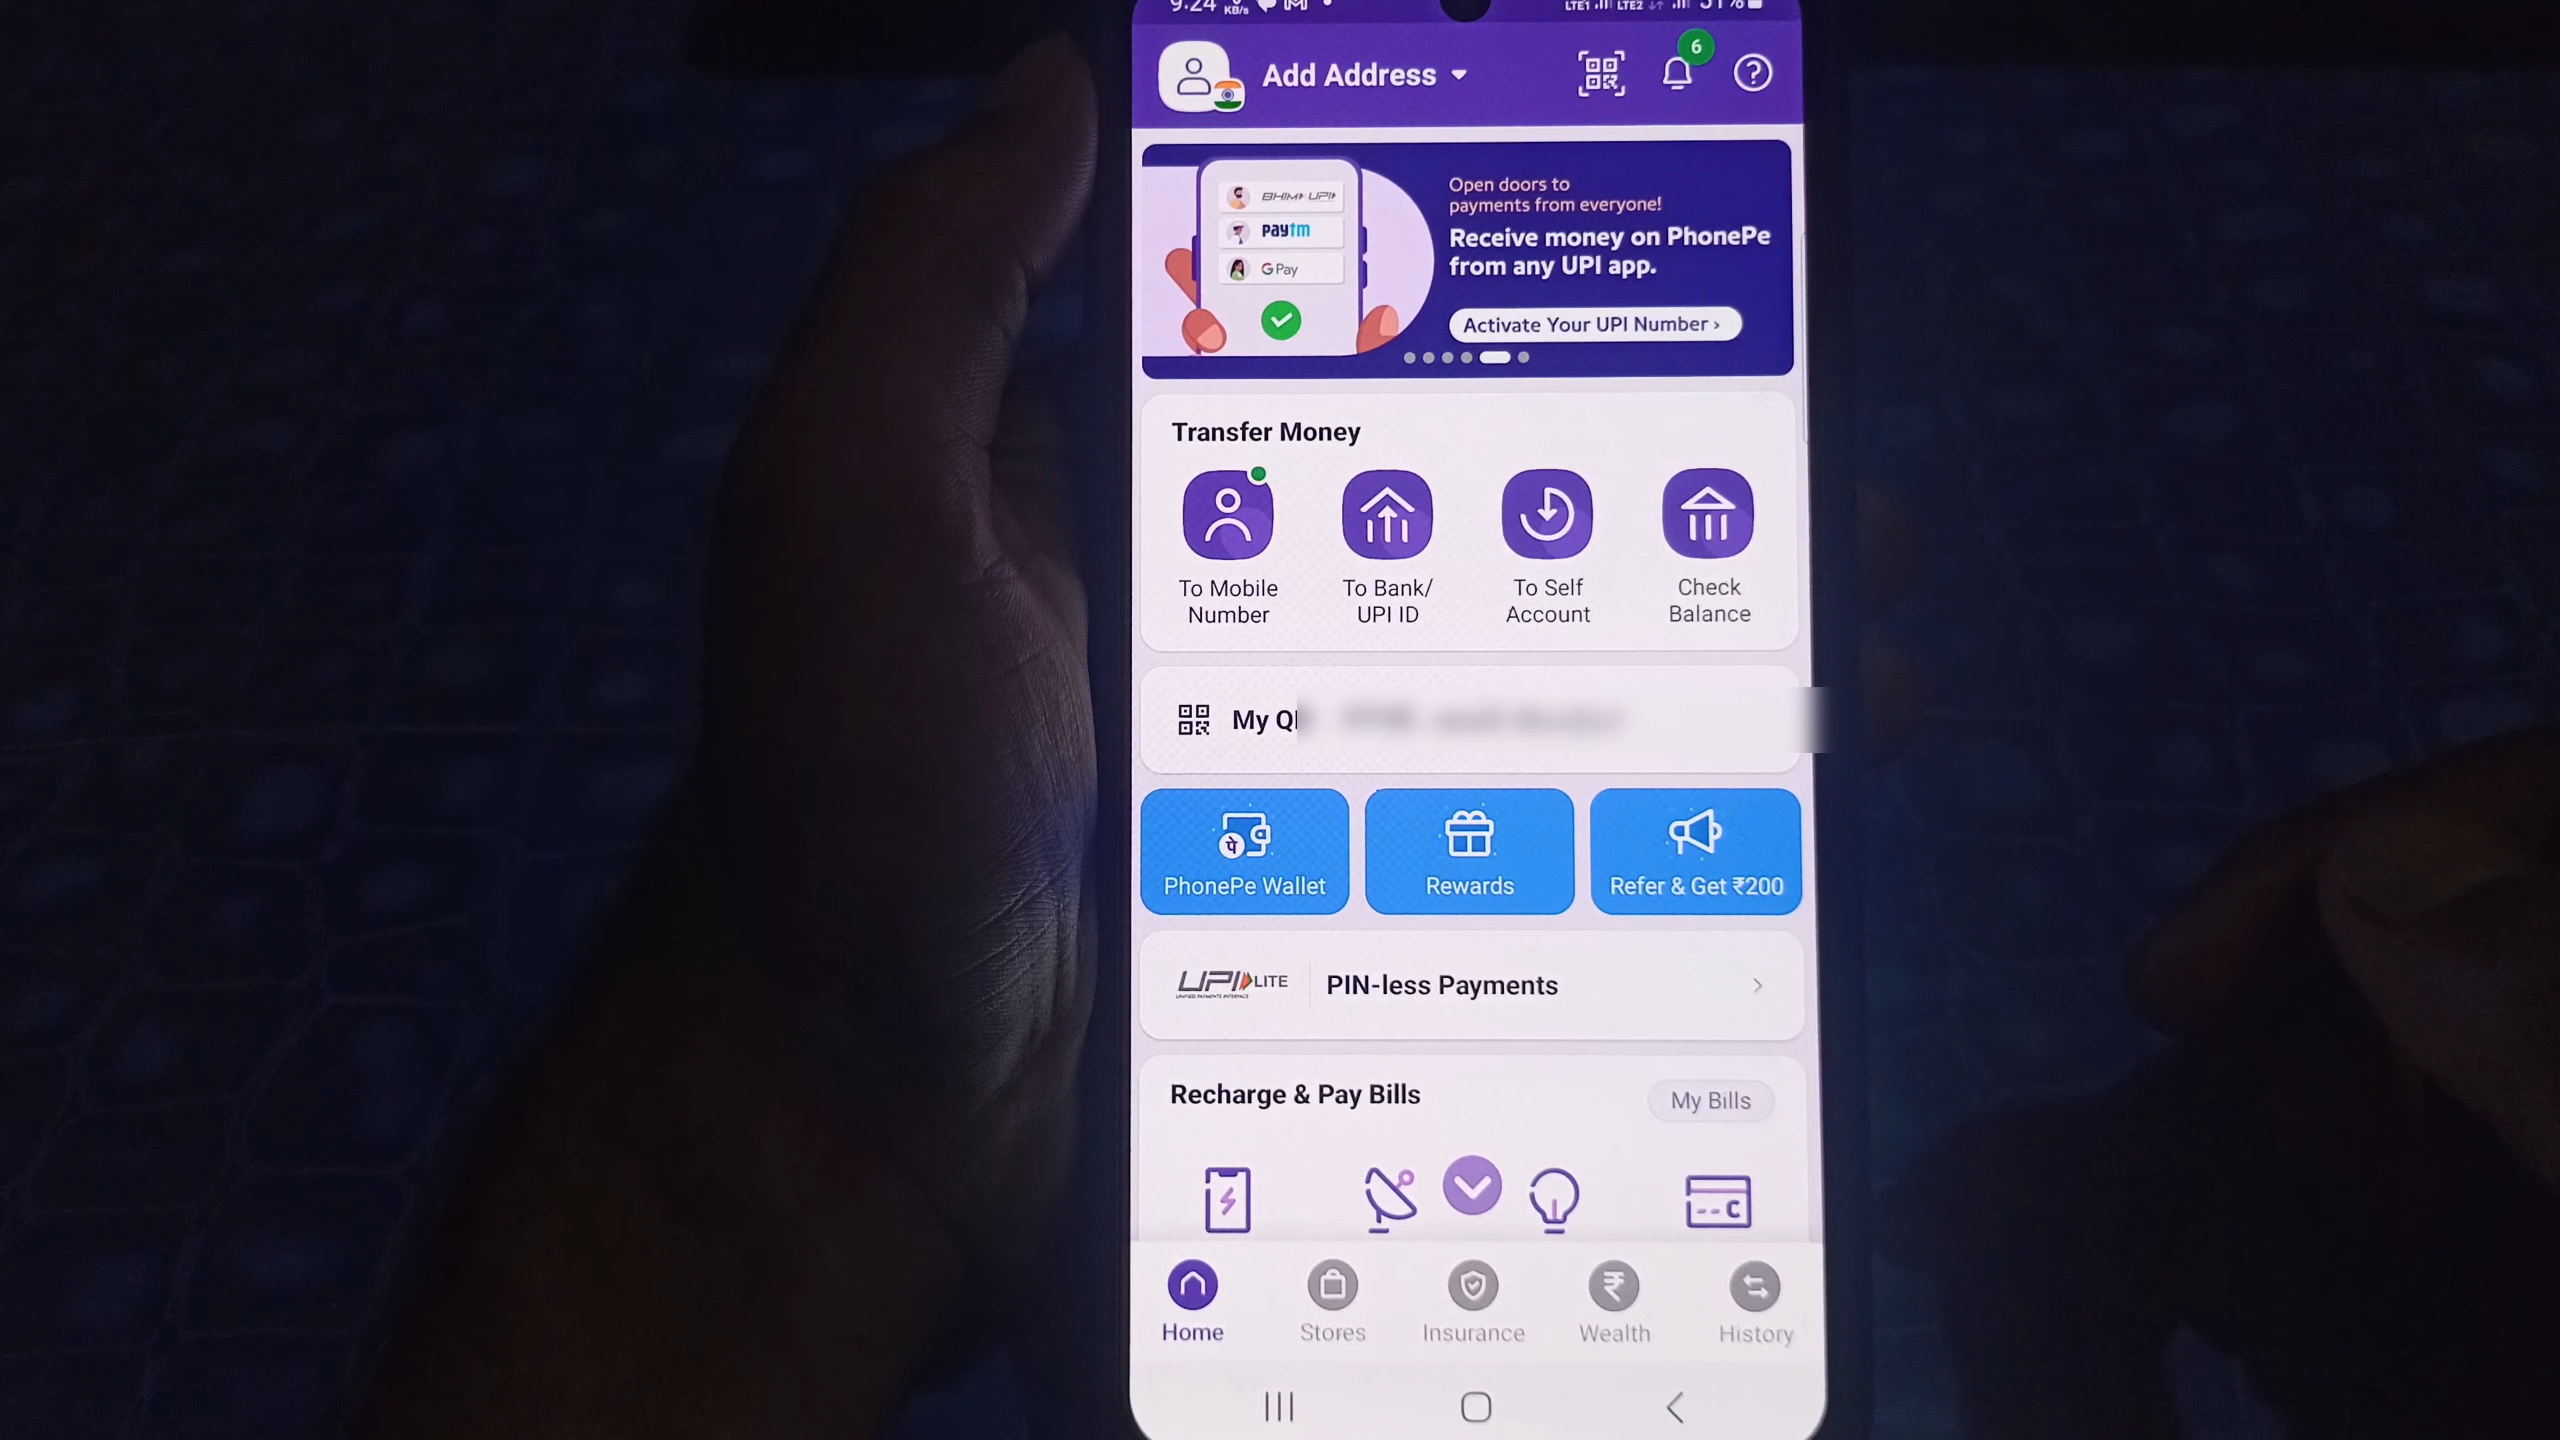 9:24 KB/s LTE1 LTE2 51%
Add Address
6
BHIM UPI
paytm
G Pay
Open doors to
payments from everyone!
Receive money on PhonePe
from any UPI app.
Activate Your UPI Number ›
Transfer Money
To Mobile
Number
To Bank/
UPI ID
To Self
Account
Check
Balance
My Q
पे
PhonePe Wallet
Rewards
Refer & Get ₹200
UPI LITE
UNIFIED PAYMENTS INTERFACE
PIN-less Payments
Recharge & Pay Bills
My Bills
Home
Stores
Insurance
Wealth
History